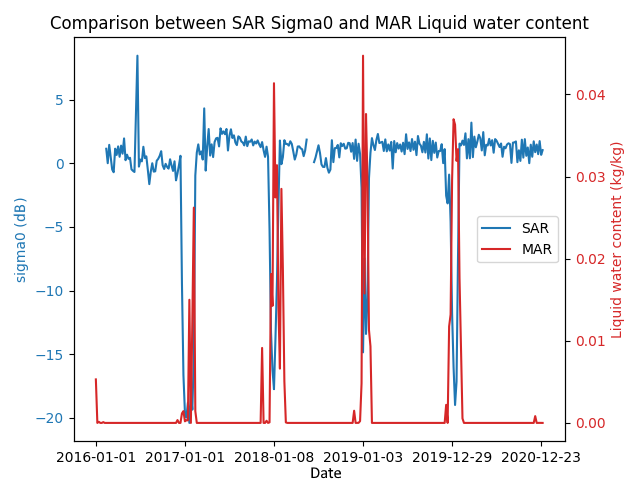 Comparison between SAR Sigma0 and MAR Liquid water content
5
0
−5
−10
−15
−20
sigma0 (dB)
0.04
0.03
0.02
0.01
0.00
Liquid water content (kg/kg)
SAR
MAR
2016-01-01 2017-01-01 2018-01-08 2019-01-03 2019-12-29 2020-12-23
Date